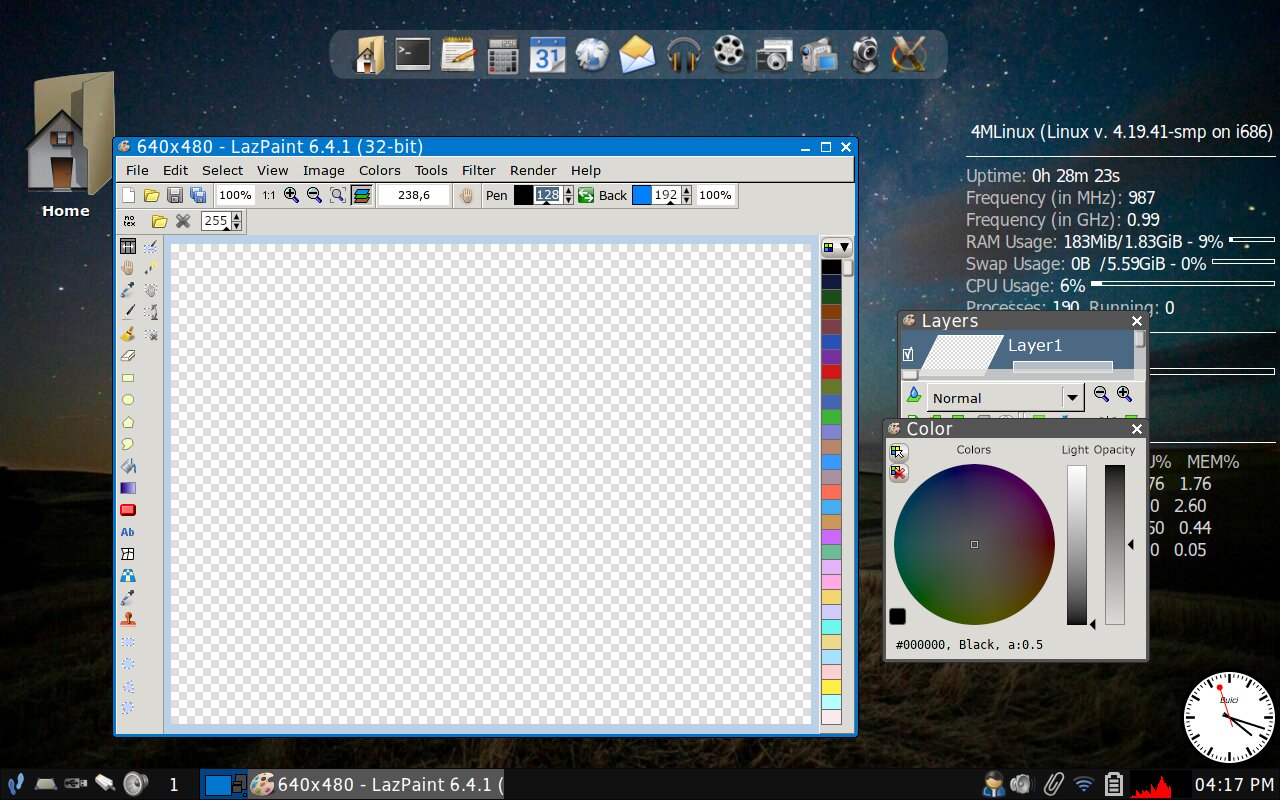 31
Home
4MLinux (Linux v. 4.19.41-smp on i686)
Uptime: 0h 28m 23s
Frequency (in MHz): 987
Frequency (in GHz): 0.99
RAM Usage: 183MiB/1.83GiB - 9%
Swap Usage: 0B /5.59GiB - 0%
CPU Usage: 6%
Processes: 190 Running: 0
640x480 - LazPaint 6.4.1 (32-bit)
File Edit Select View Image Colors Tools Filter Render Help
100% 1:1 238,6 Pen 128 Back 192 100%
no
tex 255
Ab
Layers
Layer1
Normal
Color
Colors Light Opacity
#000000, Black, a:0.5
U% MEM%
76 1.76
0 2.60
50 0.44
0 0.05
1 640x480 - LazPaint 6.4.1 (
04:17 PM